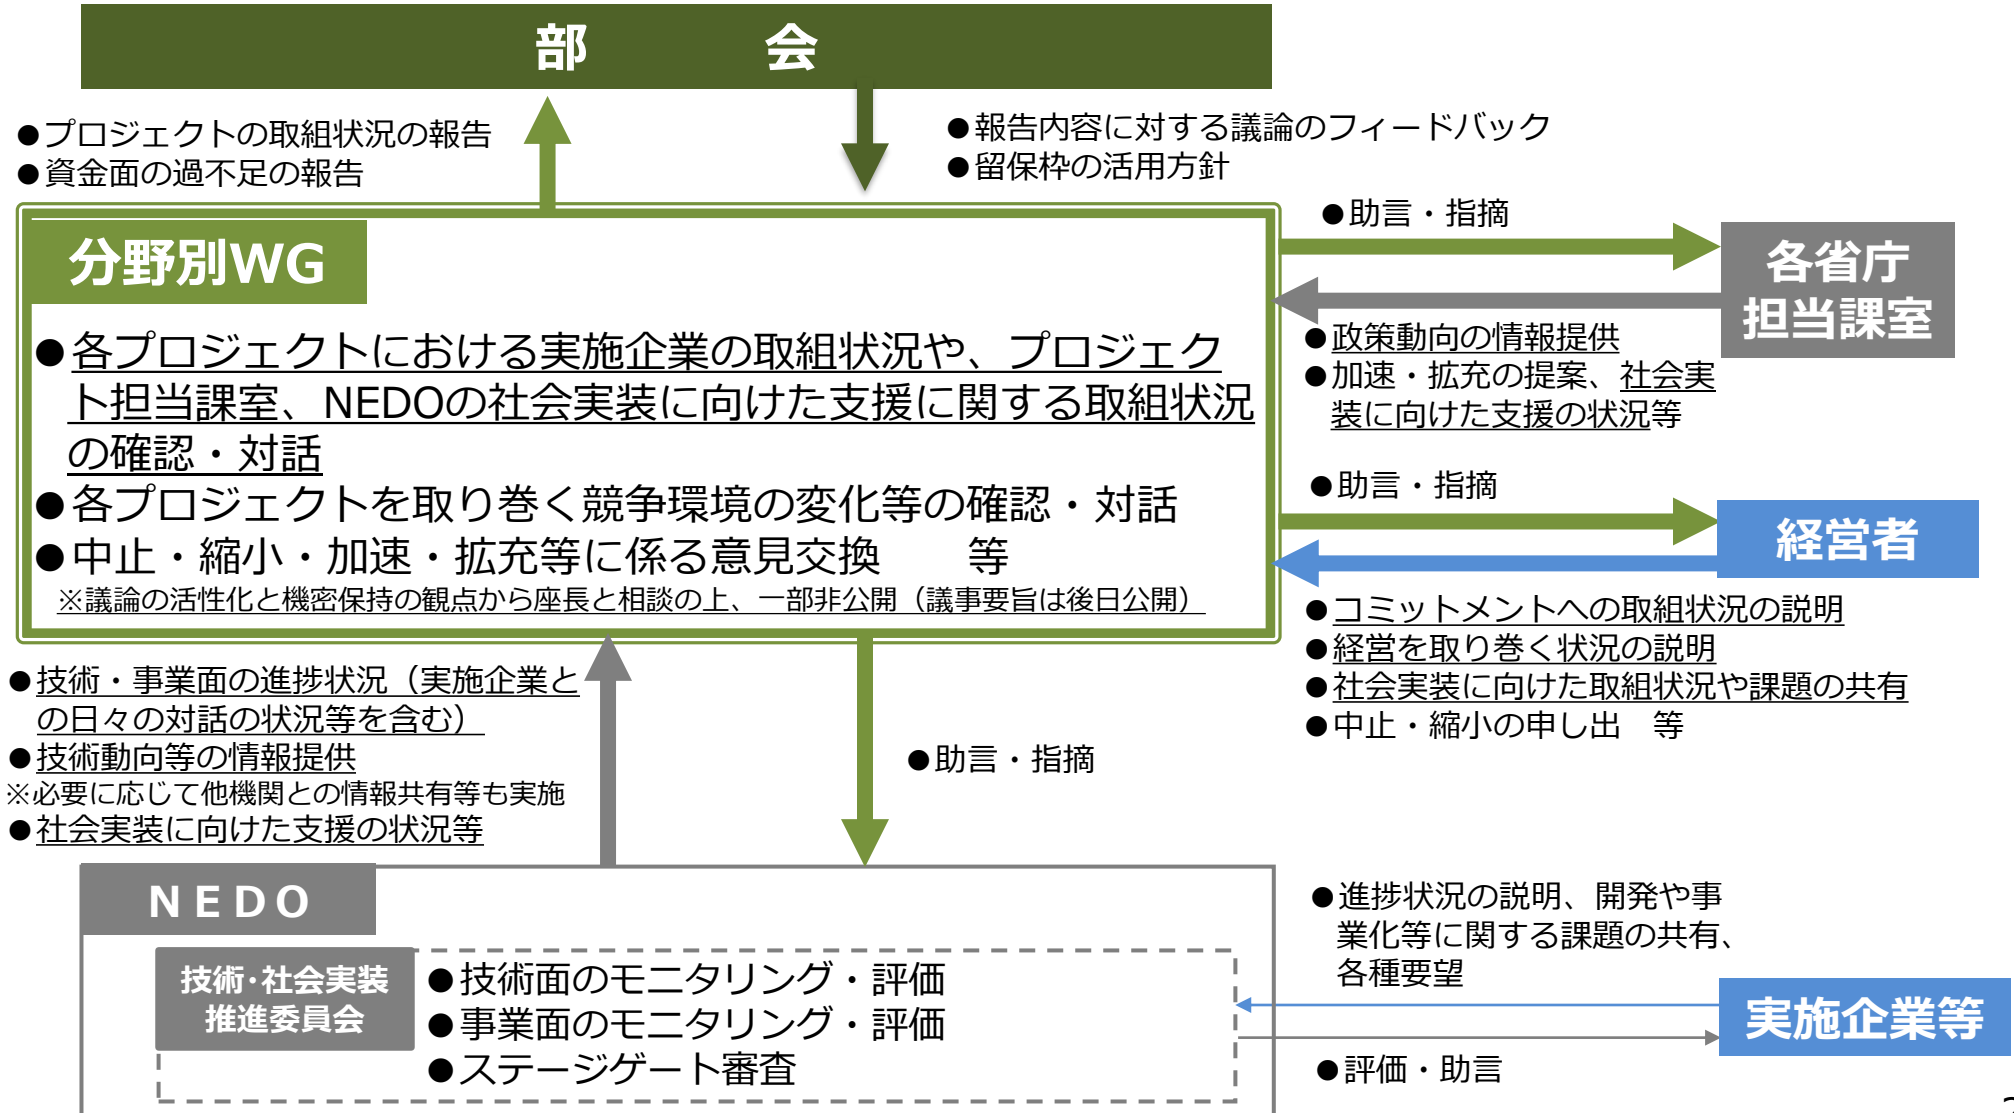 部　会
●プロジェクトの取組状況の報告
●資金面の過不足の報告
●報告内容に対する議論のフィードバック
●留保枠の活用方針
分野別WG
●各プロジェクトにおける実施企業の取組状況や、プロジェク
ト担当課室、NEDOの社会実装に向けた支援に関する取組状況
の確認・対話
●各プロジェクトを取り巻く競争環境の変化等の確認・対話
●中止・縮小・加速・拡充等に係る意見交換　等
※議論の活性化と機密保持の観点から座長と相談の上、一部非公開（議事要旨は後日公開）
●助言・指摘
各省庁
担当課室
●政策動向の情報提供
●加速・拡充の提案、社会実
装に向けた支援の状況等
●助言・指摘
経営者
●コミットメントへの取組状況の説明
●経営を取り巻く状況の説明
●社会実装に向けた取組状況や課題の共有
●中止・縮小の申し出　等
●技術・事業面の進捗状況（実施企業と
の日々の対話の状況等を含む）
●技術動向等の情報提供
※必要に応じて他機関との情報共有等も実施
●社会実装に向けた支援の状況等
●助言・指摘
ＮＥＤＯ
技術・社会実装
推進委員会
●技術面のモニタリング・評価
●事業面のモニタリング・評価
●ステージゲート審査
●進捗状況の説明、開発や事
業化等に関する課題の共有、
各種要望
実施企業等
●評価・助言